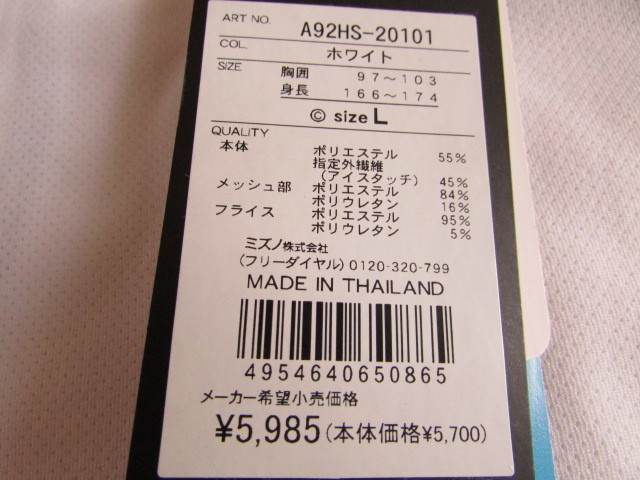 ART NO. A92HS-20101
COL. ホワイト
SIZE 胸囲 97〜103
身長 166〜174
© size L
QUALITY
本体 ポリエステル 55%
指定外繊維
(アイスタッチ) 45%
メッシュ部 ポリエステル 84%
ポリウレタン 16%
フライス ポリエステル 95%
ポリウレタン 5%
ミズノ株式会社
(フリーダイヤル) 0120-320-799
MADE IN THAILAND
4954640650865
メーカー希望小売価格
¥5,985 (本体価格¥5,700)